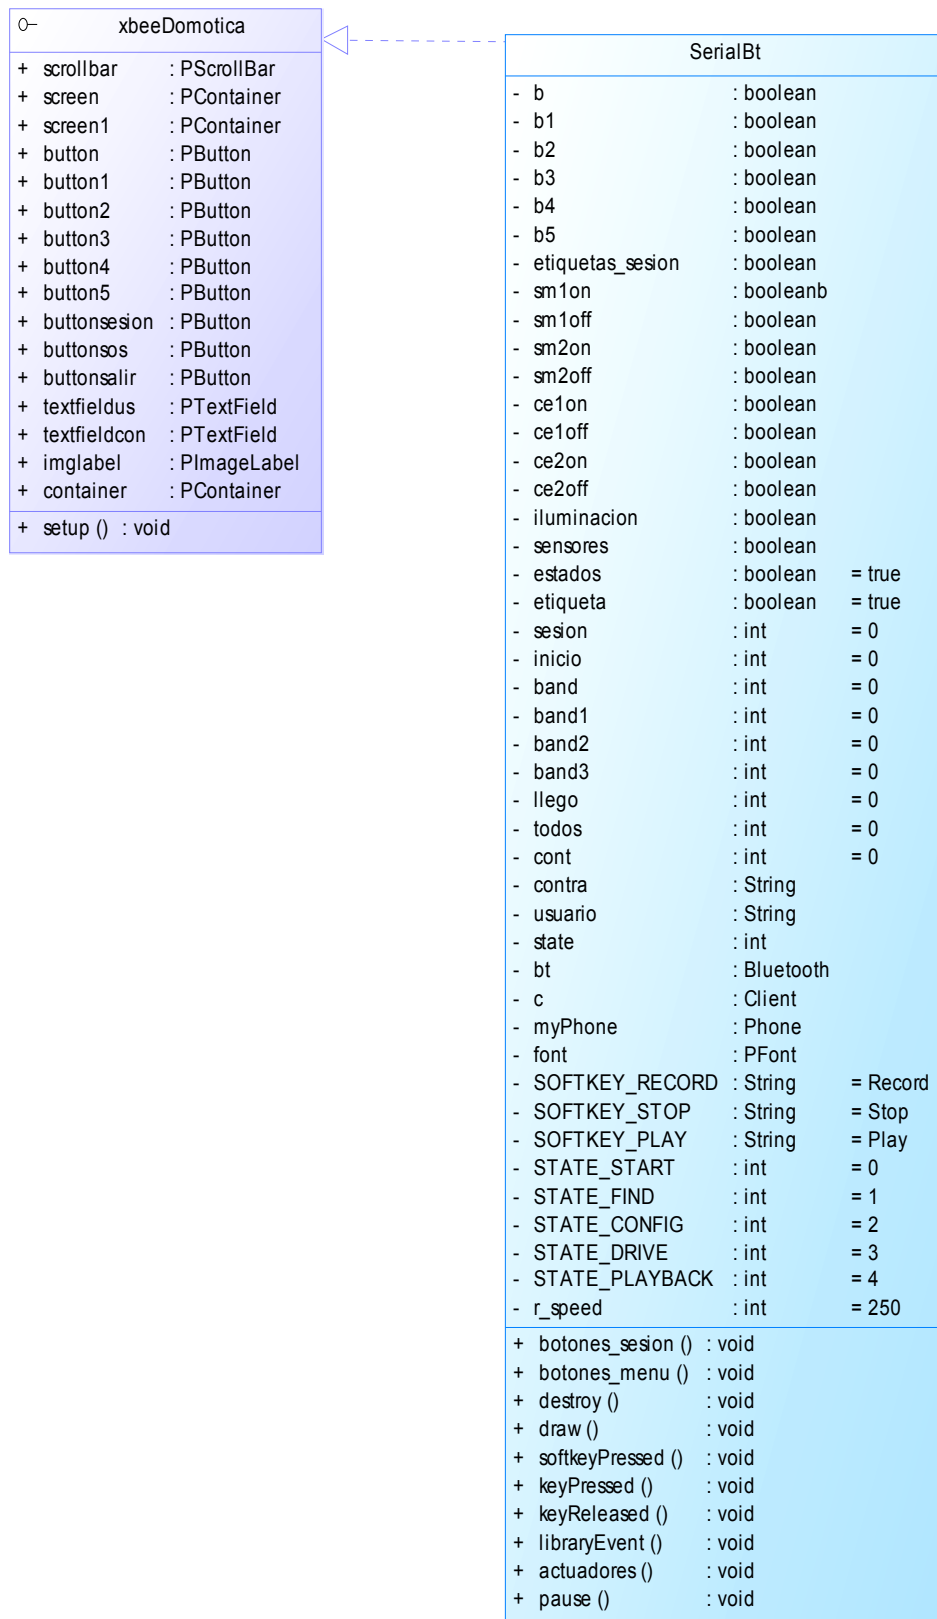 xbeeDomotica
+ scrollbar : PScrollBar
+ screen : PContainer
+ screen1 : PContainer
+ button : PButton
+ button1 : PButton
+ button2 : PButton
+ button3 : PButton
+ button4 : PButton
+ button5 : PButton
+ buttonsesion : PButton
+ buttonsos : PButton
+ buttonsalir : PButton
+ textfieldus : PTextField
+ textfieldcon : PTextField
+ imglabel : PImageLabel
+ container : PContainer
+ setup () : void
SerialBt
- b : boolean
- b1 : boolean
- b2 : boolean
- b3 : boolean
- b4 : boolean
- b5 : boolean
- etiquetas_sesion : boolean
- sm1on : booleanb
- sm1off : boolean
- sm2on : boolean
- sm2off : boolean
- ce1on : boolean
- ce1off : boolean
- ce2on : boolean
- ce2off : boolean
- iluminacion : boolean
- sensores : boolean
- estados : boolean = true
- etiqueta : boolean = true
- sesion : int = 0
- inicio : int = 0
- band : int = 0
- band1 : int = 0
- band2 : int = 0
- band3 : int = 0
- llego : int = 0
- todos : int = 0
- cont : int = 0
- contra : String
- usuario : String
- state : int
- bt : Bluetooth
- c : Client
- myPhone : Phone
- font : PFont
- SOFTKEY_RECORD : String = Record
- SOFTKEY_STOP : String = Stop
- SOFTKEY_PLAY : String = Play
- STATE_START : int = 0
- STATE_FIND : int = 1
- STATE_CONFIG : int = 2
- STATE_DRIVE : int = 3
- STATE_PLAYBACK : int = 4
- r_speed : int = 250
+ botones_sesion () : void
+ botones_menu () : void
+ destroy () : void
+ draw () : void
+ softkeyPressed () : void
+ keyPressed () : void
+ keyReleased () : void
+ libraryEvent () : void
+ actuadores () : void
+ pause () : void